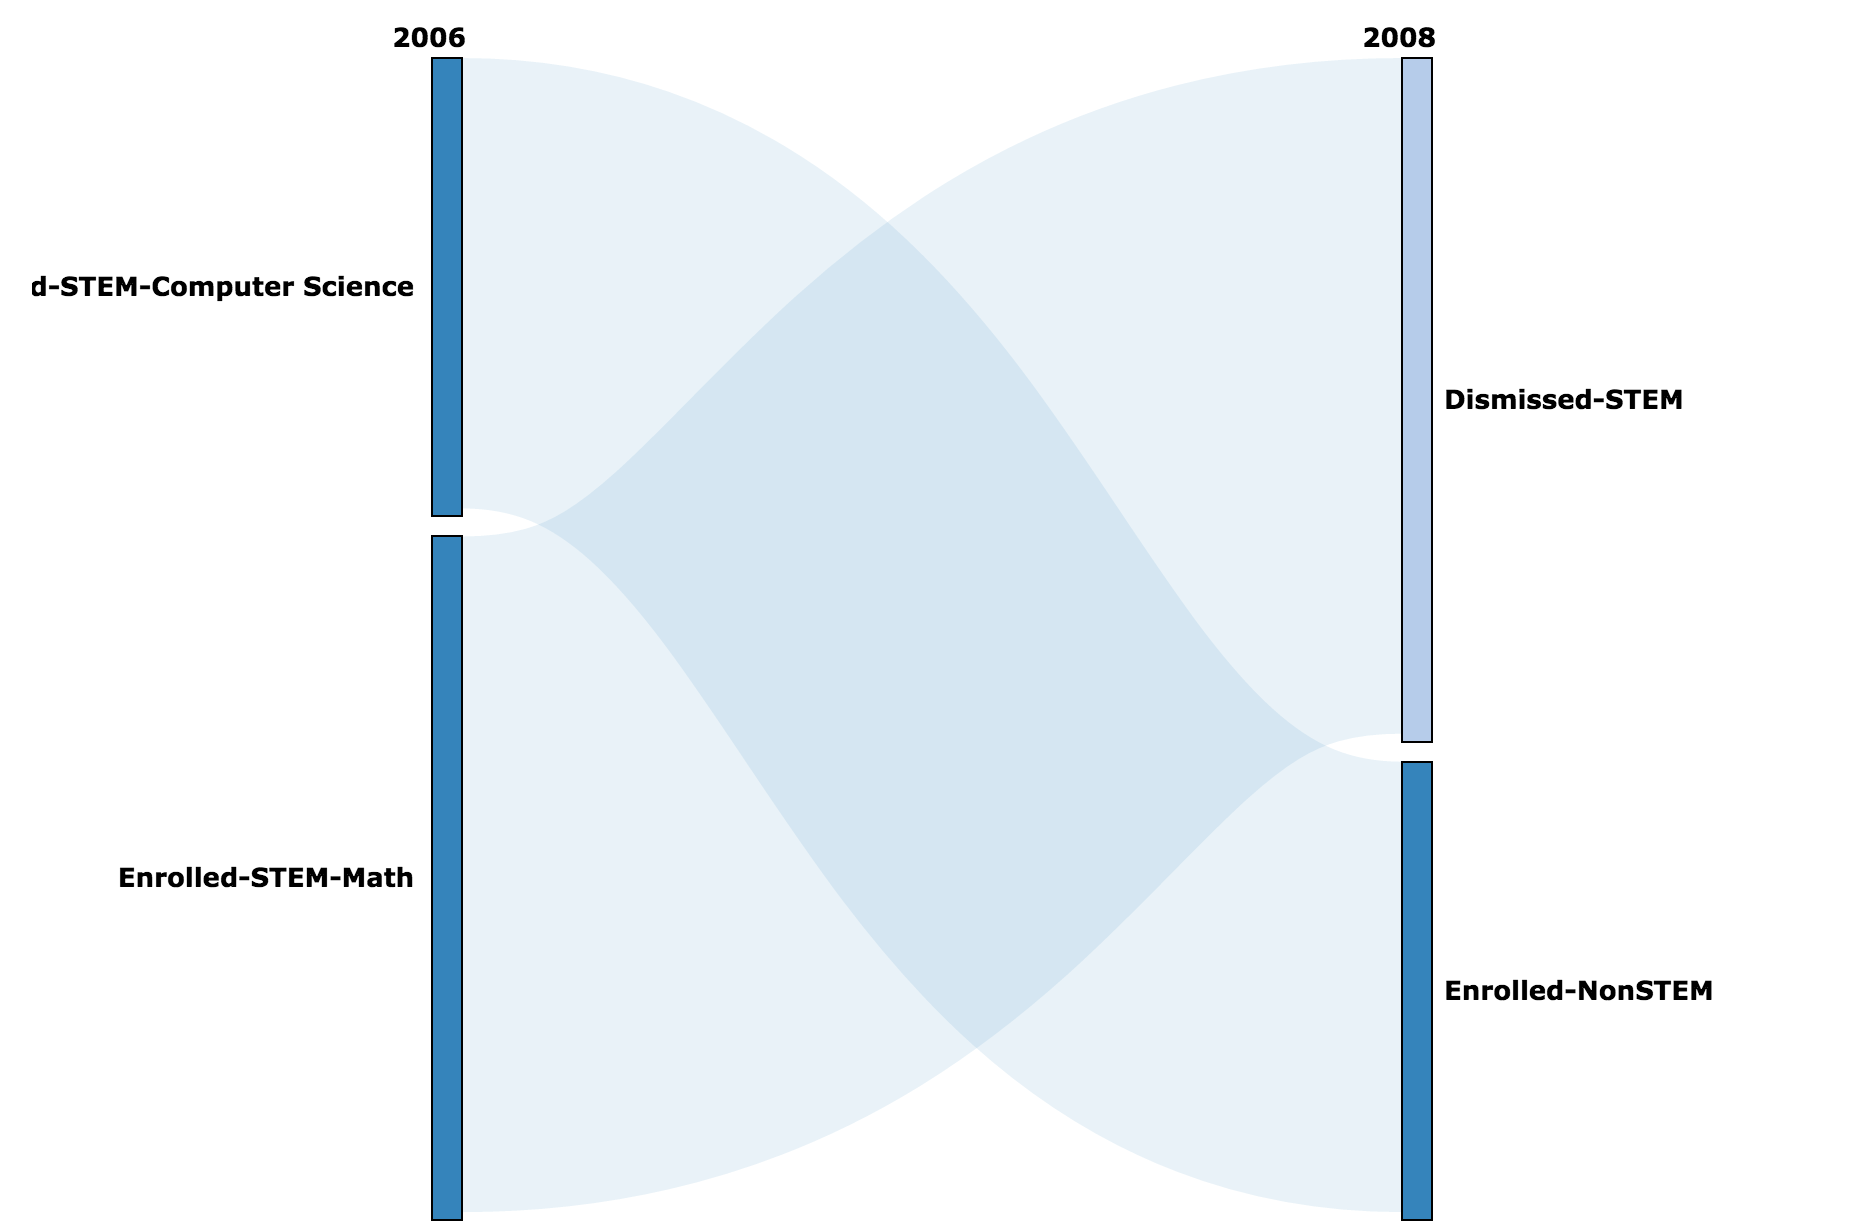 2006
2008
d-STEM-Computer Science
Dismissed-STEM
Enrolled-STEM-Math
Enrolled-NonSTEM